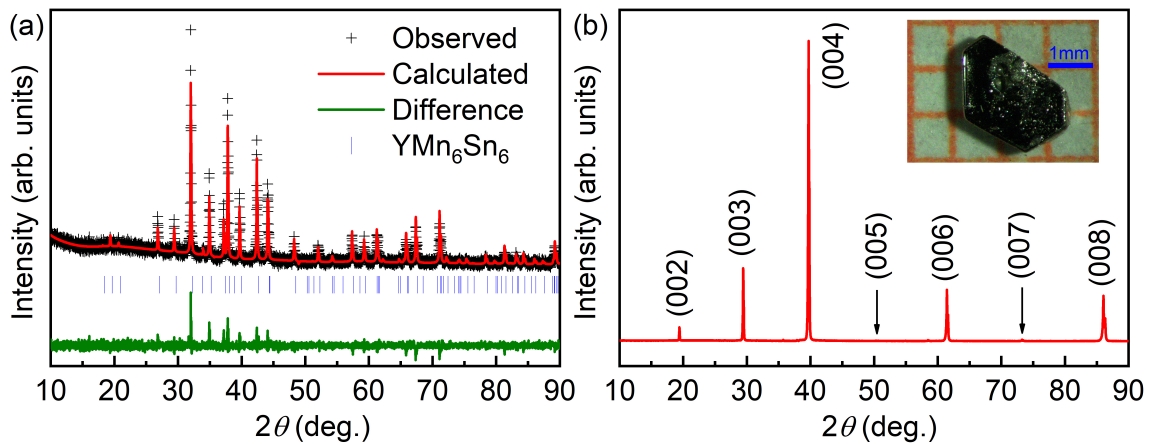 (a)
Observed
Calculated
Difference
YMn₆Sn₆
Intensity (arb. units)
10 20 30 40 50 60 70 80 90
2θ (deg.)
(b)
(002)
(003)
(004)
(005)
(006)
(007)
(008)
1mm
Intensity (arb. units)
10 20 30 40 50 60 70 80 90
2θ (deg.)